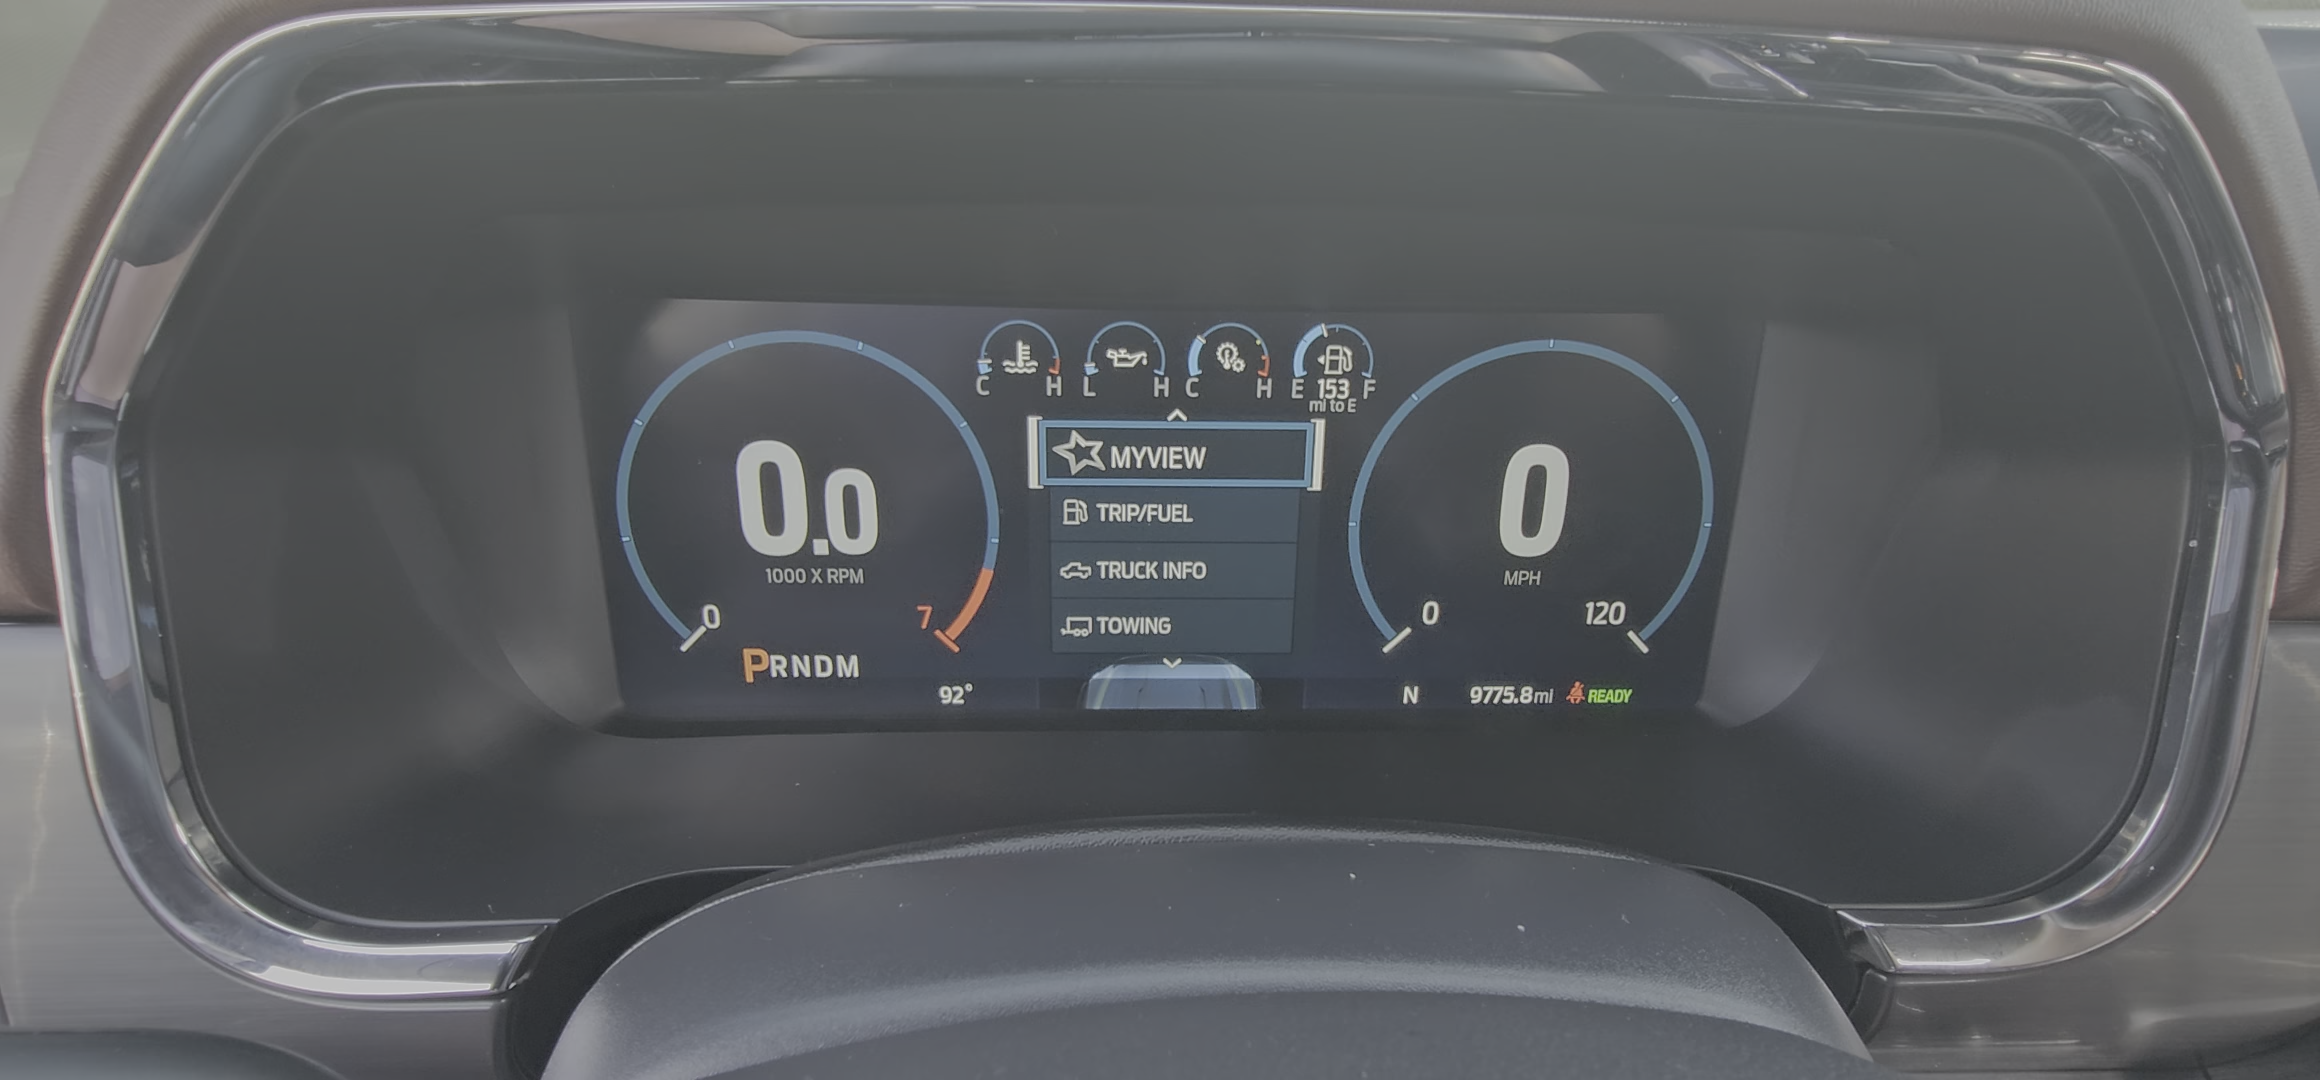 C H L H C H E 153 F
mi to E
MYVIEW
TRIP/FUEL
TRUCK INFO
TOWING
0.0
1000 X RPM
0 7
PRNDM
92°
0
MPH
0 120
N 9775.8mi READY